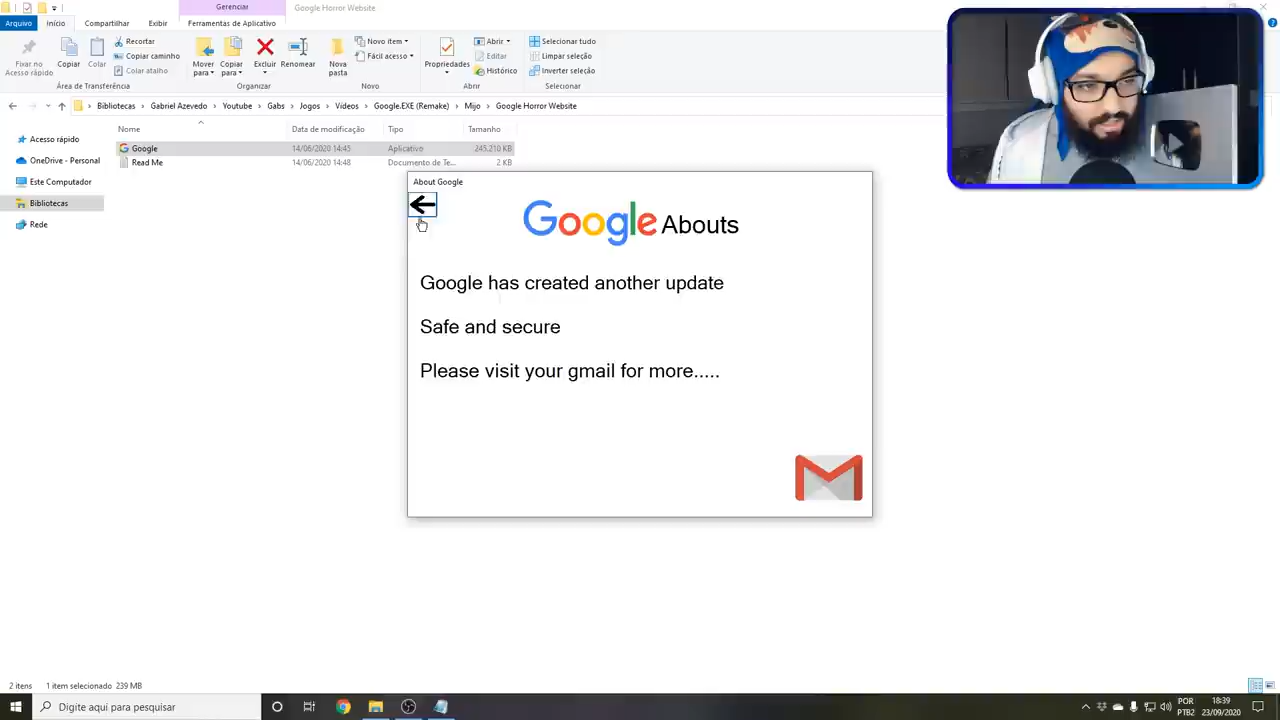 Gerenciar
Google Horror Website
Arquivo
Início
Compartilhar
Exibir
Ferramentas de Aplicativo
Fixar no
Acesso rápido
Copiar
Colar
Recortar
Copiar caminho
Colar atalho
Mover
para
Copiar
para
Excluir
Renomear
Nova
pasta
Novo item
Fácil acesso
Propriedades
Abrir
Editar
Histórico
Selecionar tudo
Limpar seleção
Inverter seleção
Área de Transferência
Organizar
Novo
Abrir
Selecionar
Bibliotecas > Gabriel Azevedo > Youtube > Gabs > Jogos > Vídeos > Google.EXE (Remake) > Mijo > Google Horror Website
Nome
Data de modificação
Tipo
Tamanho
Acesso rápido
OneDrive - Personal
Este Computador
Bibliotecas
Rede
Google 14/06/2020 14:45 Aplicativo 245.210 KB
Read Me 14/06/2020 14:48 Documento de Te... 2 KB
About Google
Google Abouts
Google has created another update
Safe and secure
Please visit your gmail for more.....
2 itens
1 item selecionado 239 MB
Digite aqui para pesquisar
POR
PTB2
18:39
23/09/2020